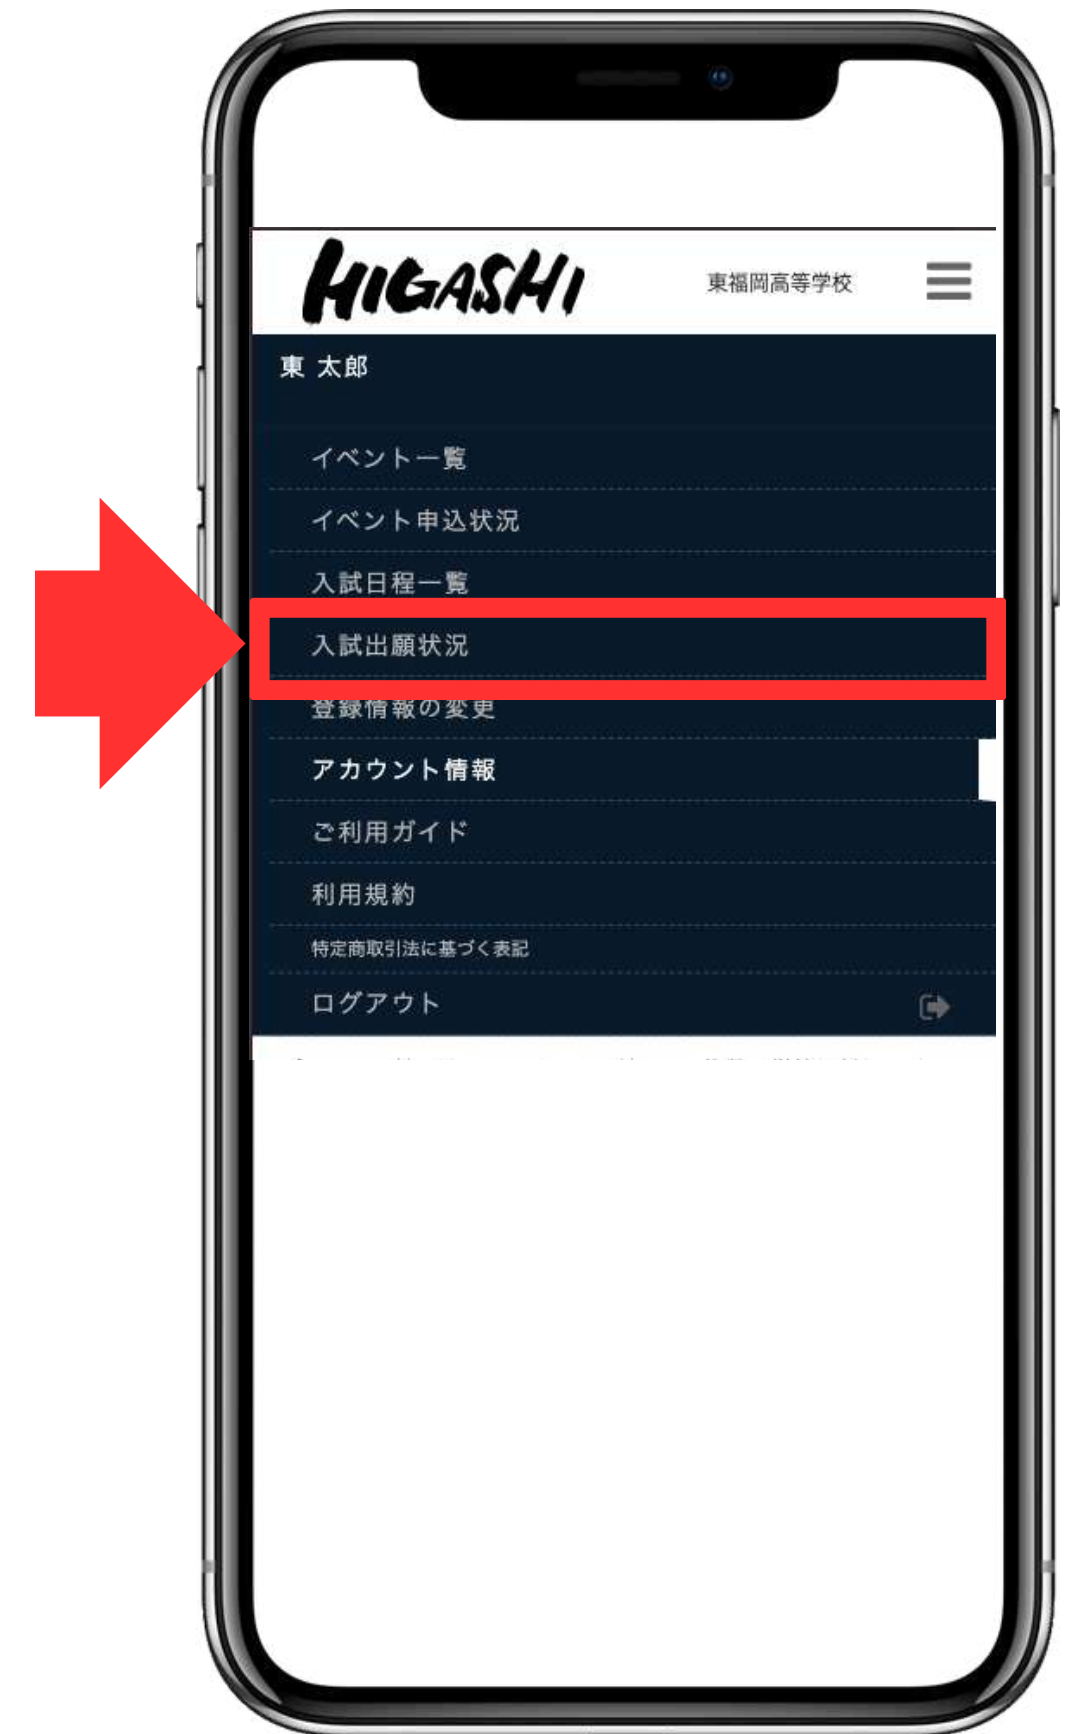 HIGASHI 東福岡高等学校
東 太郎
イベント一覧
イベント申込状況
入試日程一覧
入試出願状況
登録情報の変更
アカウント情報
ご利用ガイド
利用規約
特定商取引法に基づく表記
ログアウト